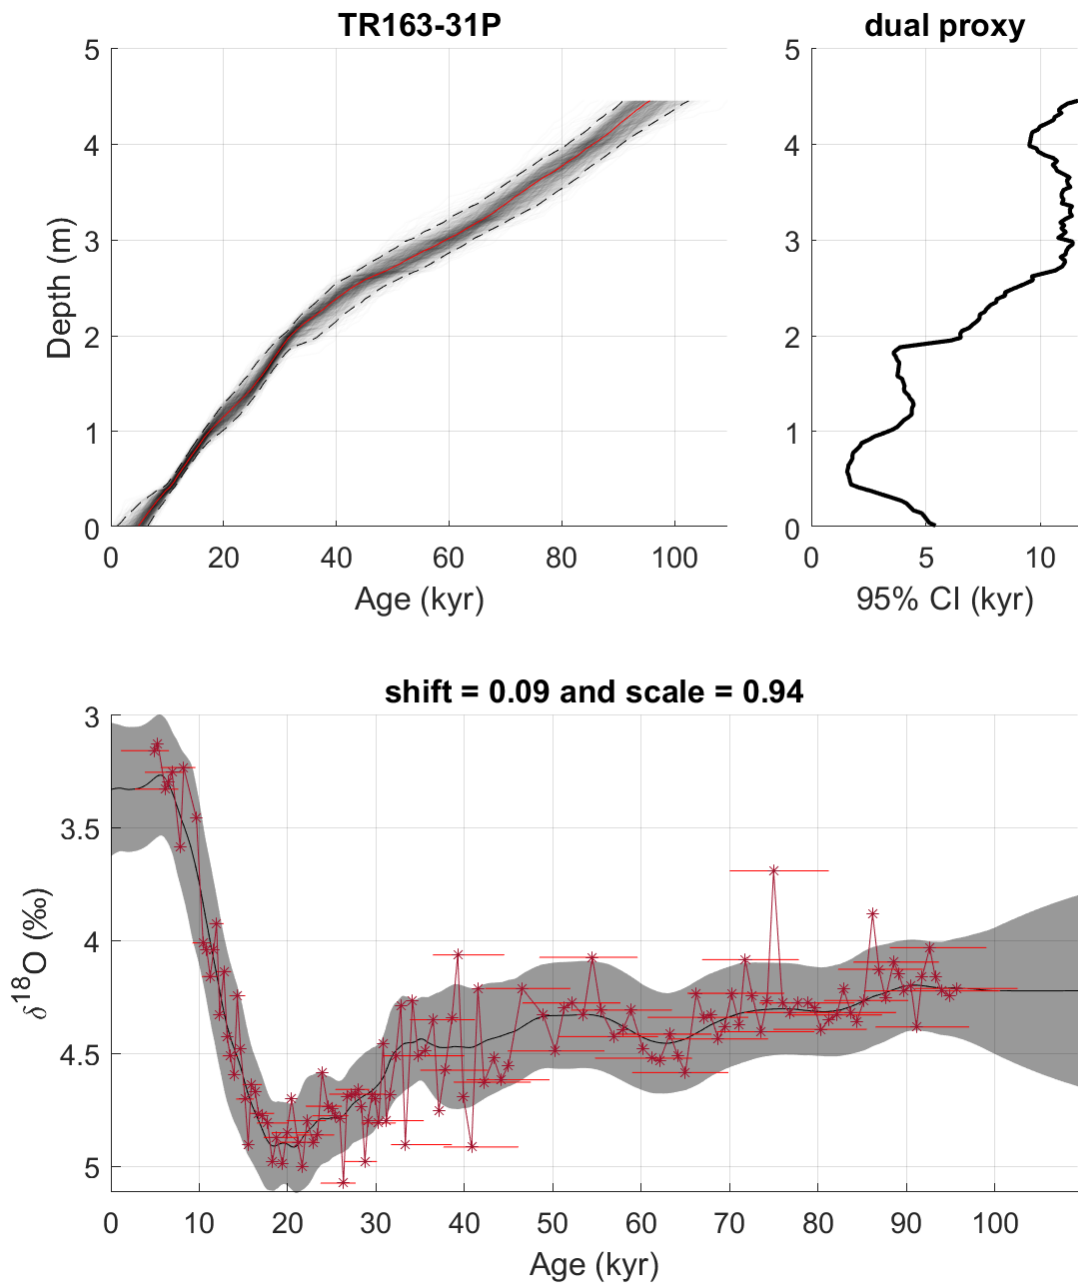 TR163-31P
dual proxy
5
4
3
2
1
0
Depth (m)
0 20 40 60 80 100
Age (kyr)
5
4
3
2
1
0
0 5 10
95% CI (kyr)
shift = 0.09 and scale = 0.94
3
3.5
4
4.5
5
δ¹⁸O (‰)
0 10 20 30 40 50 60 70 80 90 100
Age (kyr)